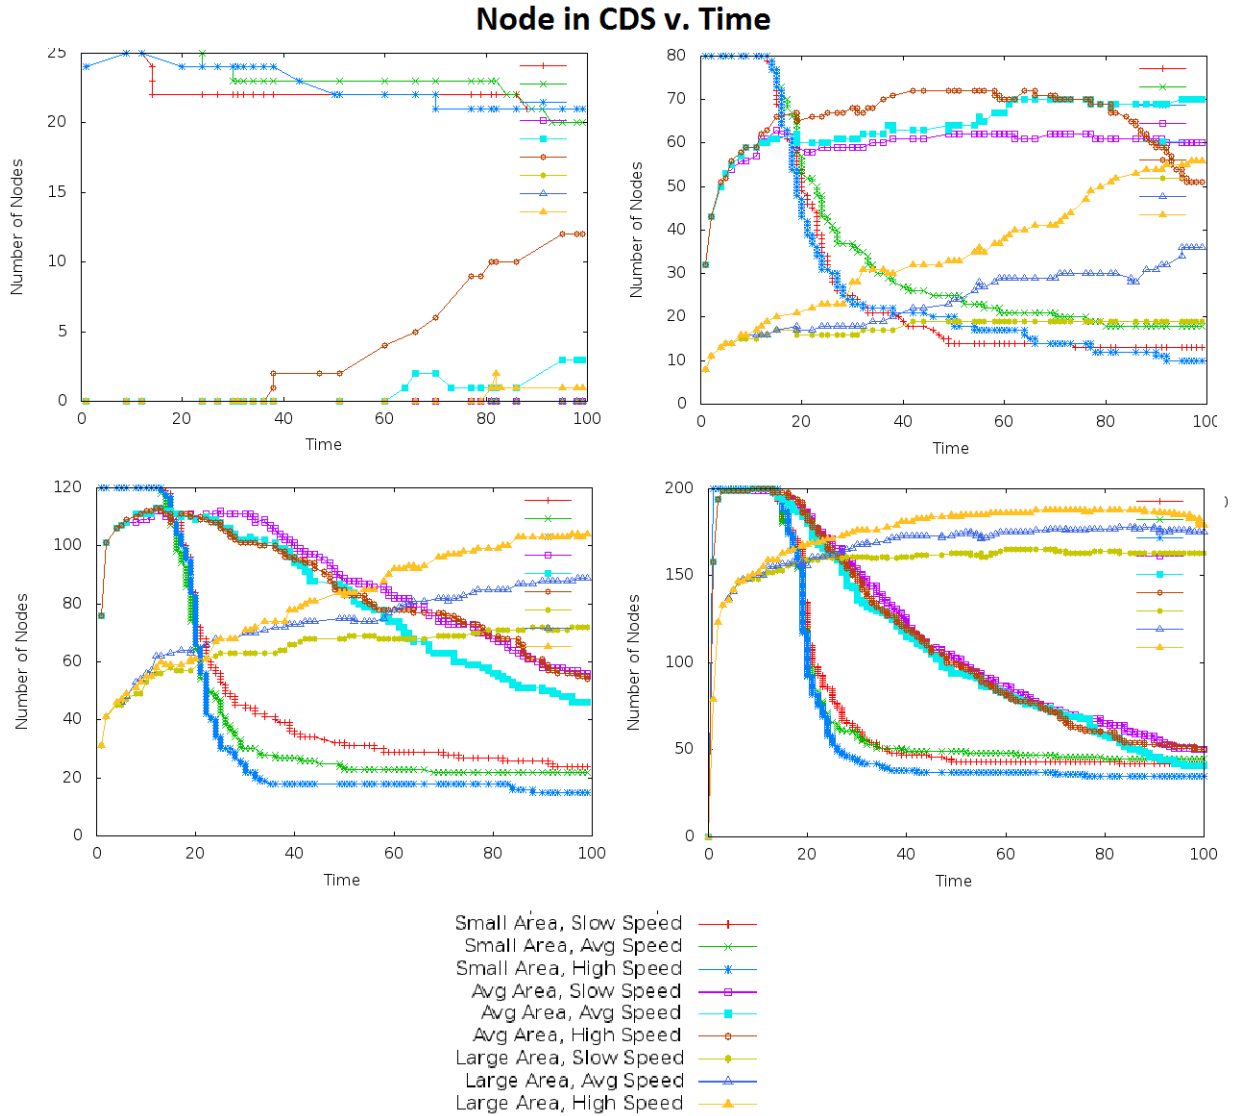 Node in CDS v. Time
25
20
15
10
5
0
0 20 40 60 80 100
Number of Nodes
Time
80
70
60
50
40
30
20
10
0
0 20 40 60 80 100
Number of Nodes
Time
120
100
80
60
40
20
0
0 20 40 60 80 100
Number of Nodes
Time
200
150
100
50
0
0 20 40 60 80 100
Number of Nodes
Time
)
Small Area, Slow Speed
Small Area, Avg Speed
Small Area, High Speed
Avg Area, Slow Speed
Avg Area, Avg Speed
Avg Area, High Speed
Large Area, Slow Speed
Large Area, Avg Speed
Large Area, High Speed